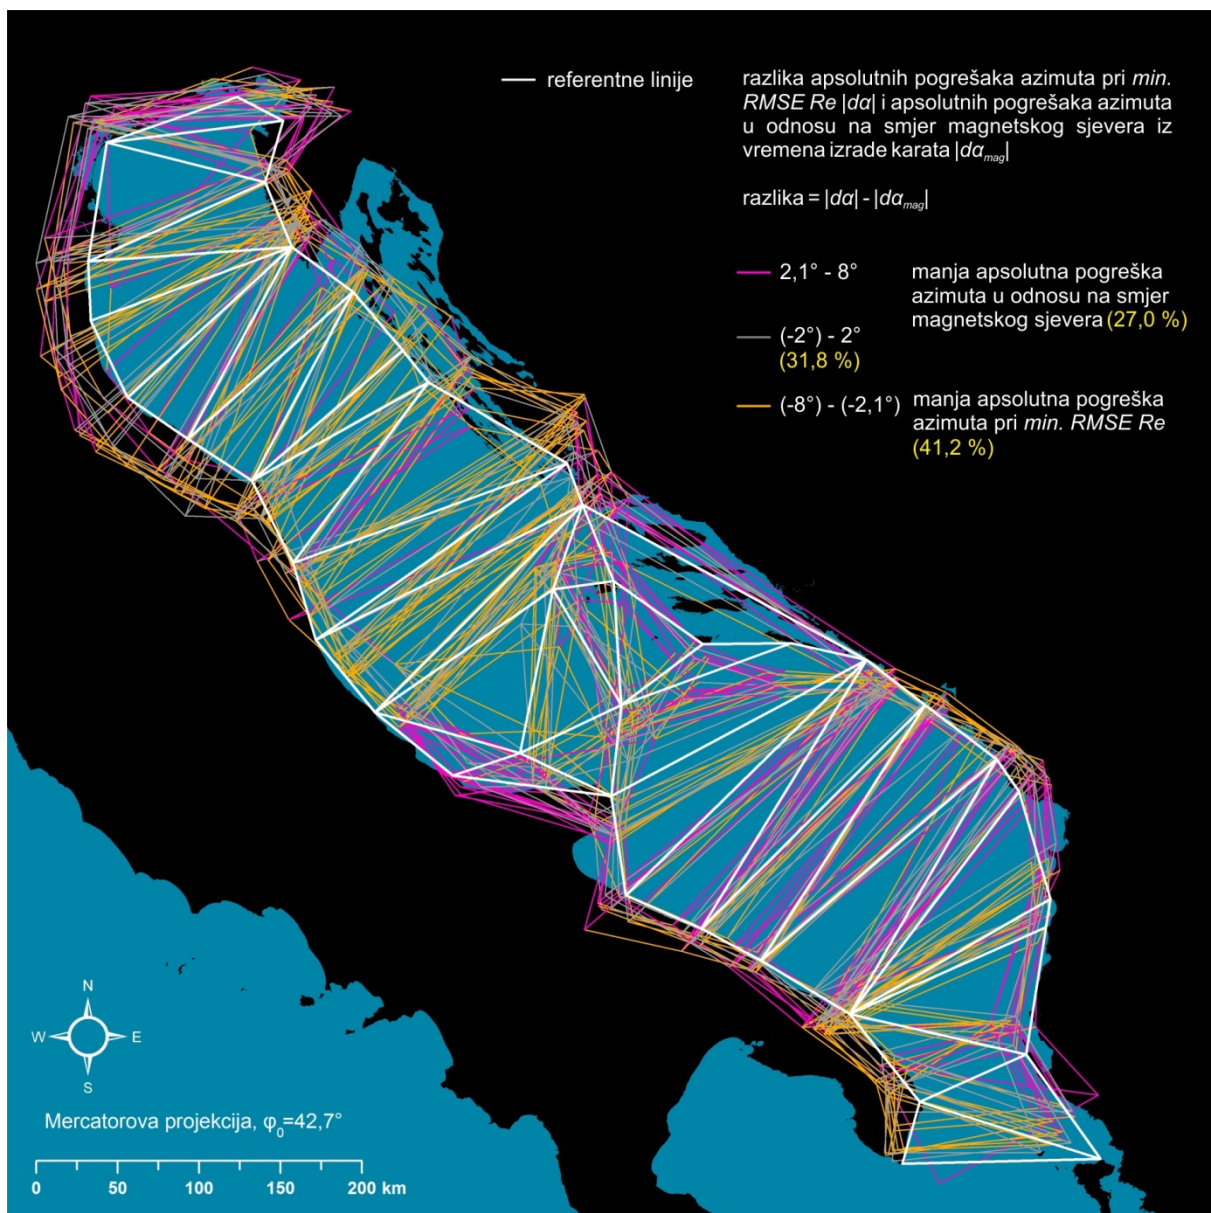 referentne linije
razlika apsolutnih pogrešaka azimuta pri min.
RMSE Re |dα| i apsolutnih pogrešaka azimuta
u odnosu na smjer magnetskog sjevera iz
vremena izrade karata |dαmag|
razlika = |dα| - |dαmag|
2,1° - 8°
manja apsolutna pogreška
azimuta u odnosu na smjer
magnetskog sjevera (27,0 %)
(-2°) - 2°
(31,8 %)
(-8°) - (-2,1°)
manja apsolutna pogreška
azimuta pri min. RMSE Re
(41,2 %)
N
W E
S
Mercatorova projekcija, φ0=42,7°
0 50 100 150 200 km